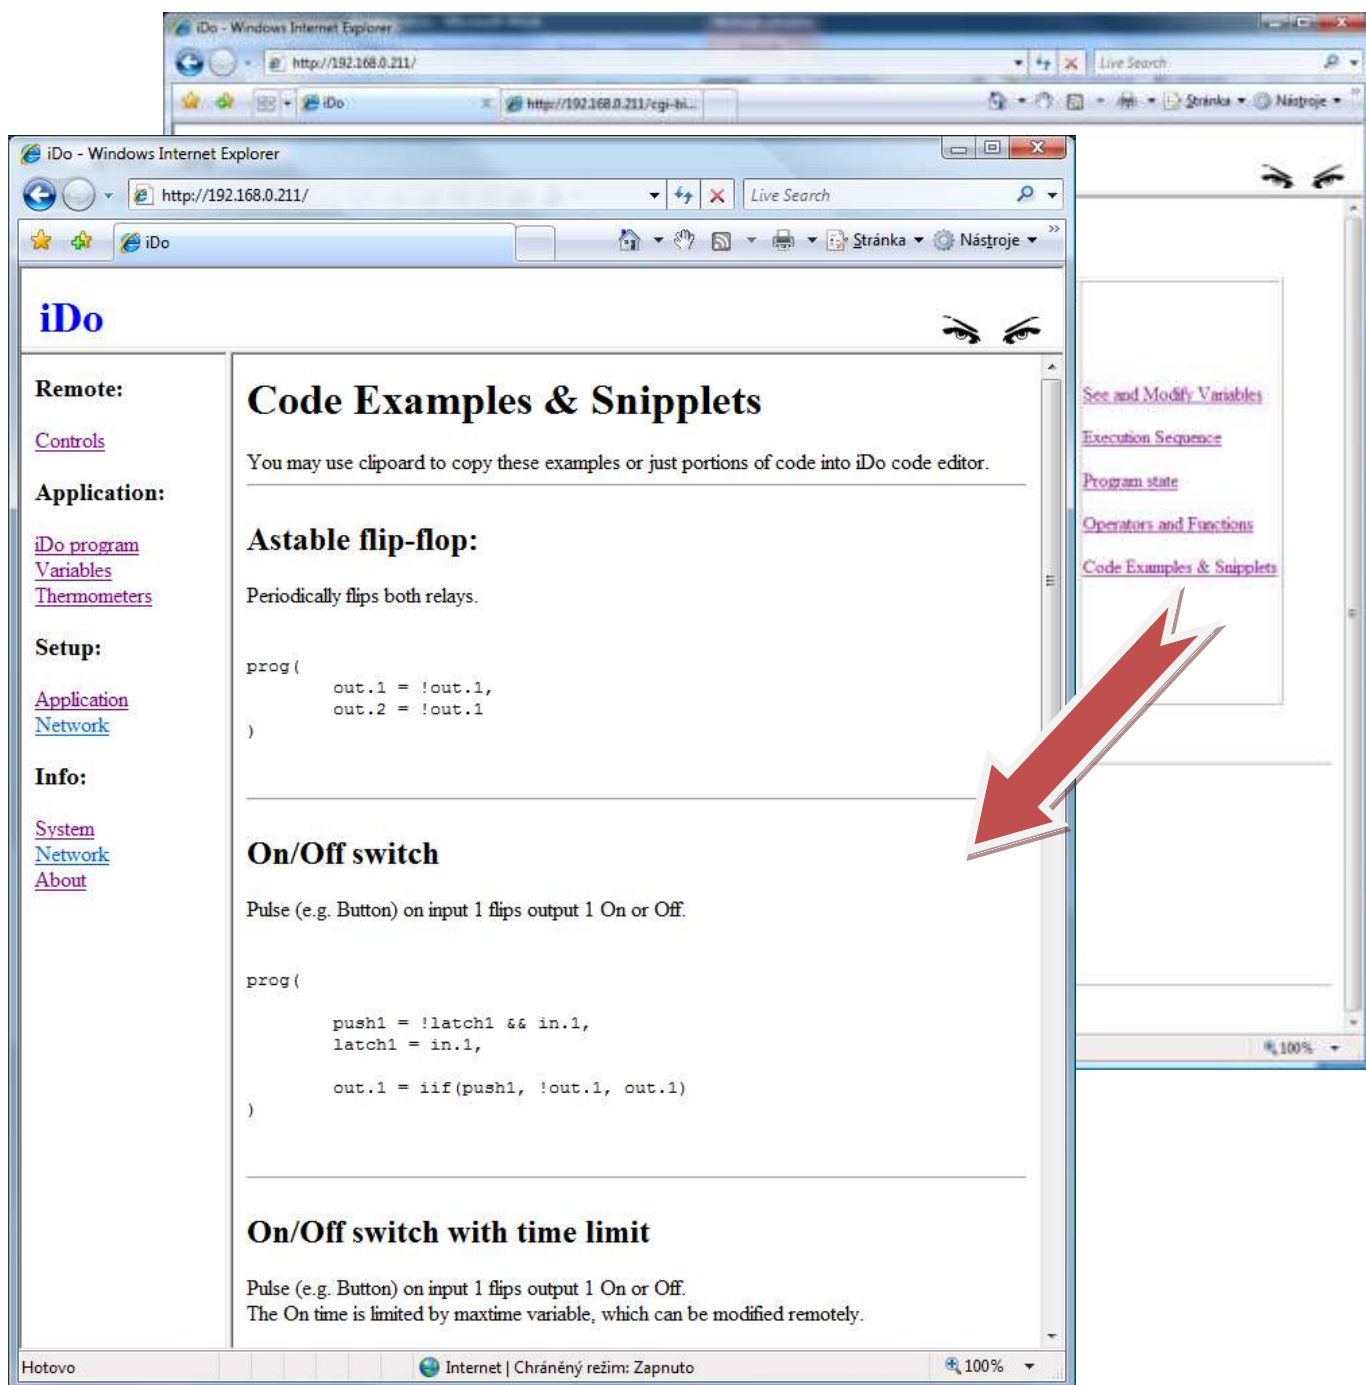 iDo - Windows Internet Explorer
http://192.168.0.211/
Live Search
iDo
http://192.168.0.211/cgi-bi...
Stránka
Nástroje
See and Modify Variables
Execution Sequence
Program state
Operators and Functions
Code Examples & Snipplets
100%
iDo - Windows Internet Explorer
http://192.168.0.211/
Live Search
iDo
Stránka
Nástroje
iDo
Remote:
Controls
Application:
iDo program
Variables
Thermometers
Setup:
Application
Network
Info:
System
Network
About
Code Examples & Snipplets
You may use clipoard to copy these examples or just portions of code into iDo code editor.
Astable flip-flop:
Periodically flips both relays.
prog(
out.1 = !out.1,
out.2 = !out.1
)
On/Off switch
Pulse (e.g. Button) on input 1 flips output 1 On or Off.
prog(
push1 = !latch1 && in.1,
latch1 = in.1,
out.1 = iif(push1, !out.1, out.1)
)
On/Off switch with time limit
Pulse (e.g. Button) on input 1 flips output 1 On or Off.
The On time is limited by maxtime variable, which can be modified remotely.
Hotovo
Internet | Chráněný režim: Zapnuto
100%